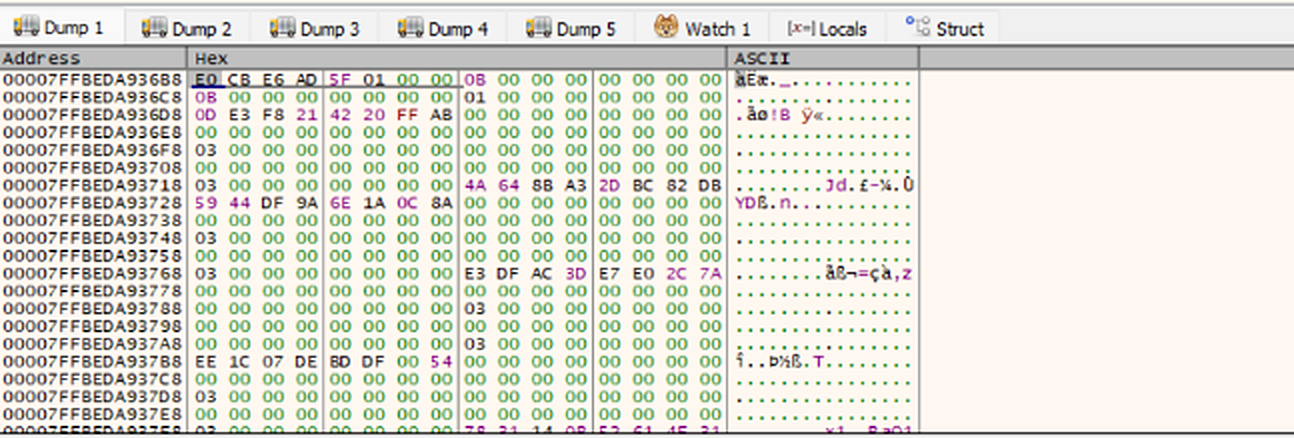 Dump 1 Dump 2 Dump 3 Dump 4 Dump 5 Watch 1 [x=] Locals Struct
Address Hex ASCII
00007FFBEDA936B8 E0 CB E6 AD 5F 01 00 00 0B 00 00 00 00 00 00 00 àËæ._...........
00007FFBEDA936C8 0B 00 00 00 00 00 00 00 01 00 00 00 00 00 00 00 ................
00007FFBEDA936D8 0D E3 F8 21 42 20 FF AB 00 00 00 00 00 00 00 00 .ãø!B ÿ«........
00007FFBEDA936E8 00 00 00 00 00 00 00 00 00 00 00 00 00 00 00 00 ................
00007FFBEDA936F8 03 00 00 00 00 00 00 00 00 00 00 00 00 00 00 00 ................
00007FFBEDA93708 00 00 00 00 00 00 00 00 00 00 00 00 00 00 00 00 ................
00007FFBEDA93718 03 00 00 00 00 00 00 00 4A 64 8B A3 2D BC 82 DB ........Jd.£-¼.Û
00007FFBEDA93728 59 44 DF 9A 6E 1A 0C 8A 00 00 00 00 00 00 00 00 YDß.n...........
00007FFBEDA93738 00 00 00 00 00 00 00 00 00 00 00 00 00 00 00 00 ................
00007FFBEDA93748 03 00 00 00 00 00 00 00 00 00 00 00 00 00 00 00 ................
00007FFBEDA93758 00 00 00 00 00 00 00 00 00 00 00 00 00 00 00 00 ................
00007FFBEDA93768 03 00 00 00 00 00 00 00 E3 DF AC 3D E7 E0 2C 7A ........ãß¬=çà,z
00007FFBEDA93778 00 00 00 00 00 00 00 00 00 00 00 00 00 00 00 00 ................
00007FFBEDA93788 00 00 00 00 00 00 00 00 03 00 00 00 00 00 00 00 ................
00007FFBEDA93798 00 00 00 00 00 00 00 00 00 00 00 00 00 00 00 00 ................
00007FFBEDA937A8 00 00 00 00 00 00 00 00 03 00 00 00 00 00 00 00 ................
00007FFBEDA937B8 EE 1C 07 DE BD DF 00 54 00 00 00 00 00 00 00 00 î..Þ½ß.T........
00007FFBEDA937C8 00 00 00 00 00 00 00 00 00 00 00 00 00 00 00 00 ................
00007FFBEDA937D8 03 00 00 00 00 00 00 00 00 00 00 00 00 00 00 00 ................
00007FFBEDA937E8 00 00 00 00 00 00 00 00 00 00 00 00 00 00 00 00 ................